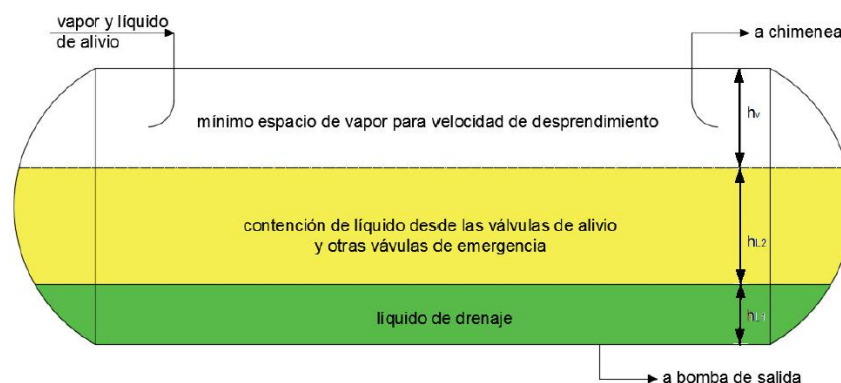 vapor y líquido
de alivio
a chimenea
mínimo espacio de vapor para velocidad de desprendimiento
hv
contención de líquido desde las válvulas de alivio
y otras vávulas de emergencia
hL2
líquido de drenaje
hL1
a bomba de salida